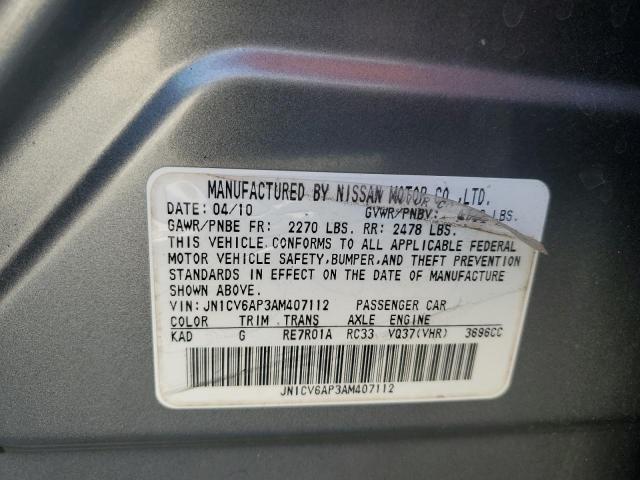 MANUFACTURED BY NISSAN MOTOR CO.,LTD.
DATE: 04/10 GVWR/PNBV: LBS.
GAWR/PNBE FR: 2270 LBS. RR: 2478 LBS.
THIS VEHICLE CONFORMS TO ALL APPLICABLE FEDERAL
MOTOR VEHICLE SAFETY,BUMPER,AND THEFT PREVENTION
STANDARDS IN EFFECT ON THE DATE OF MANUFACTURE
SHOWN ABOVE.
VIN:JN1CV6AP3AM407112 PASSENGER CAR
COLOR TRIM TRANS AXLE ENGINE
KAD G RE7R01A RC33 VQ37(VHR) 3696CC
JN1CV6AP3AM407112